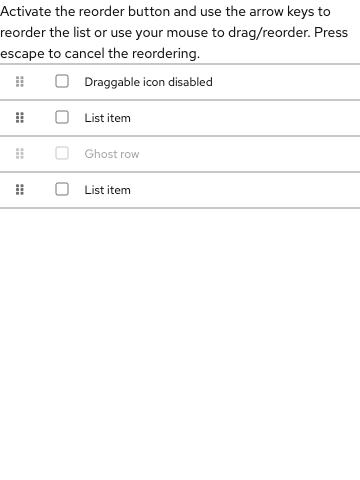 Activate the reorder button and use the arrow keys to
reorder the list or use your mouse to drag/reorder. Press
escape to cancel the reordering.
Draggable icon disabled
List item
Ghost row
List item